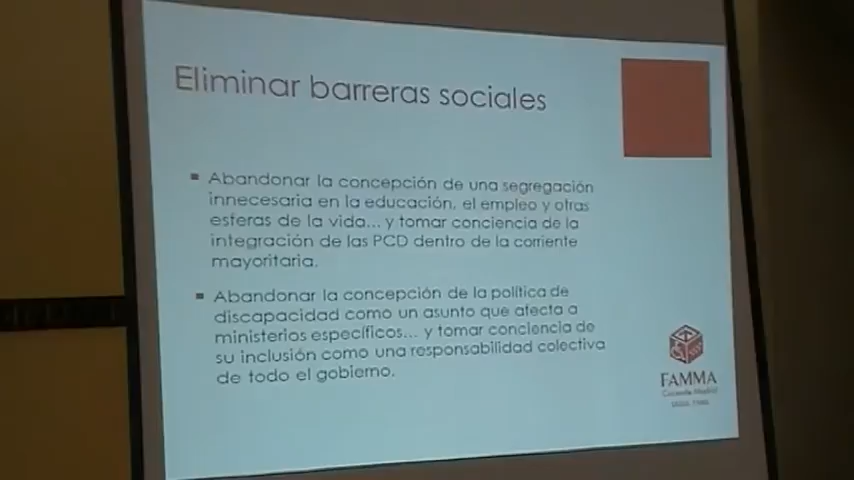 Eliminar barreras sociales
Abandonar la concepción de una segregación
innecesaria en la educación, el empleo y otras
esferas de la vida... y tomar conciencia de la
integración de las PCD dentro de la corriente
mayoritaria.
Abandonar la concepción de la política de
discapacidad como un asunto que afecta a
ministerios específicos... y tomar conciencia de
su inclusión como una responsabilidad colectiva
de todo el gobierno.
FAMMA
Cocemfe Madrid